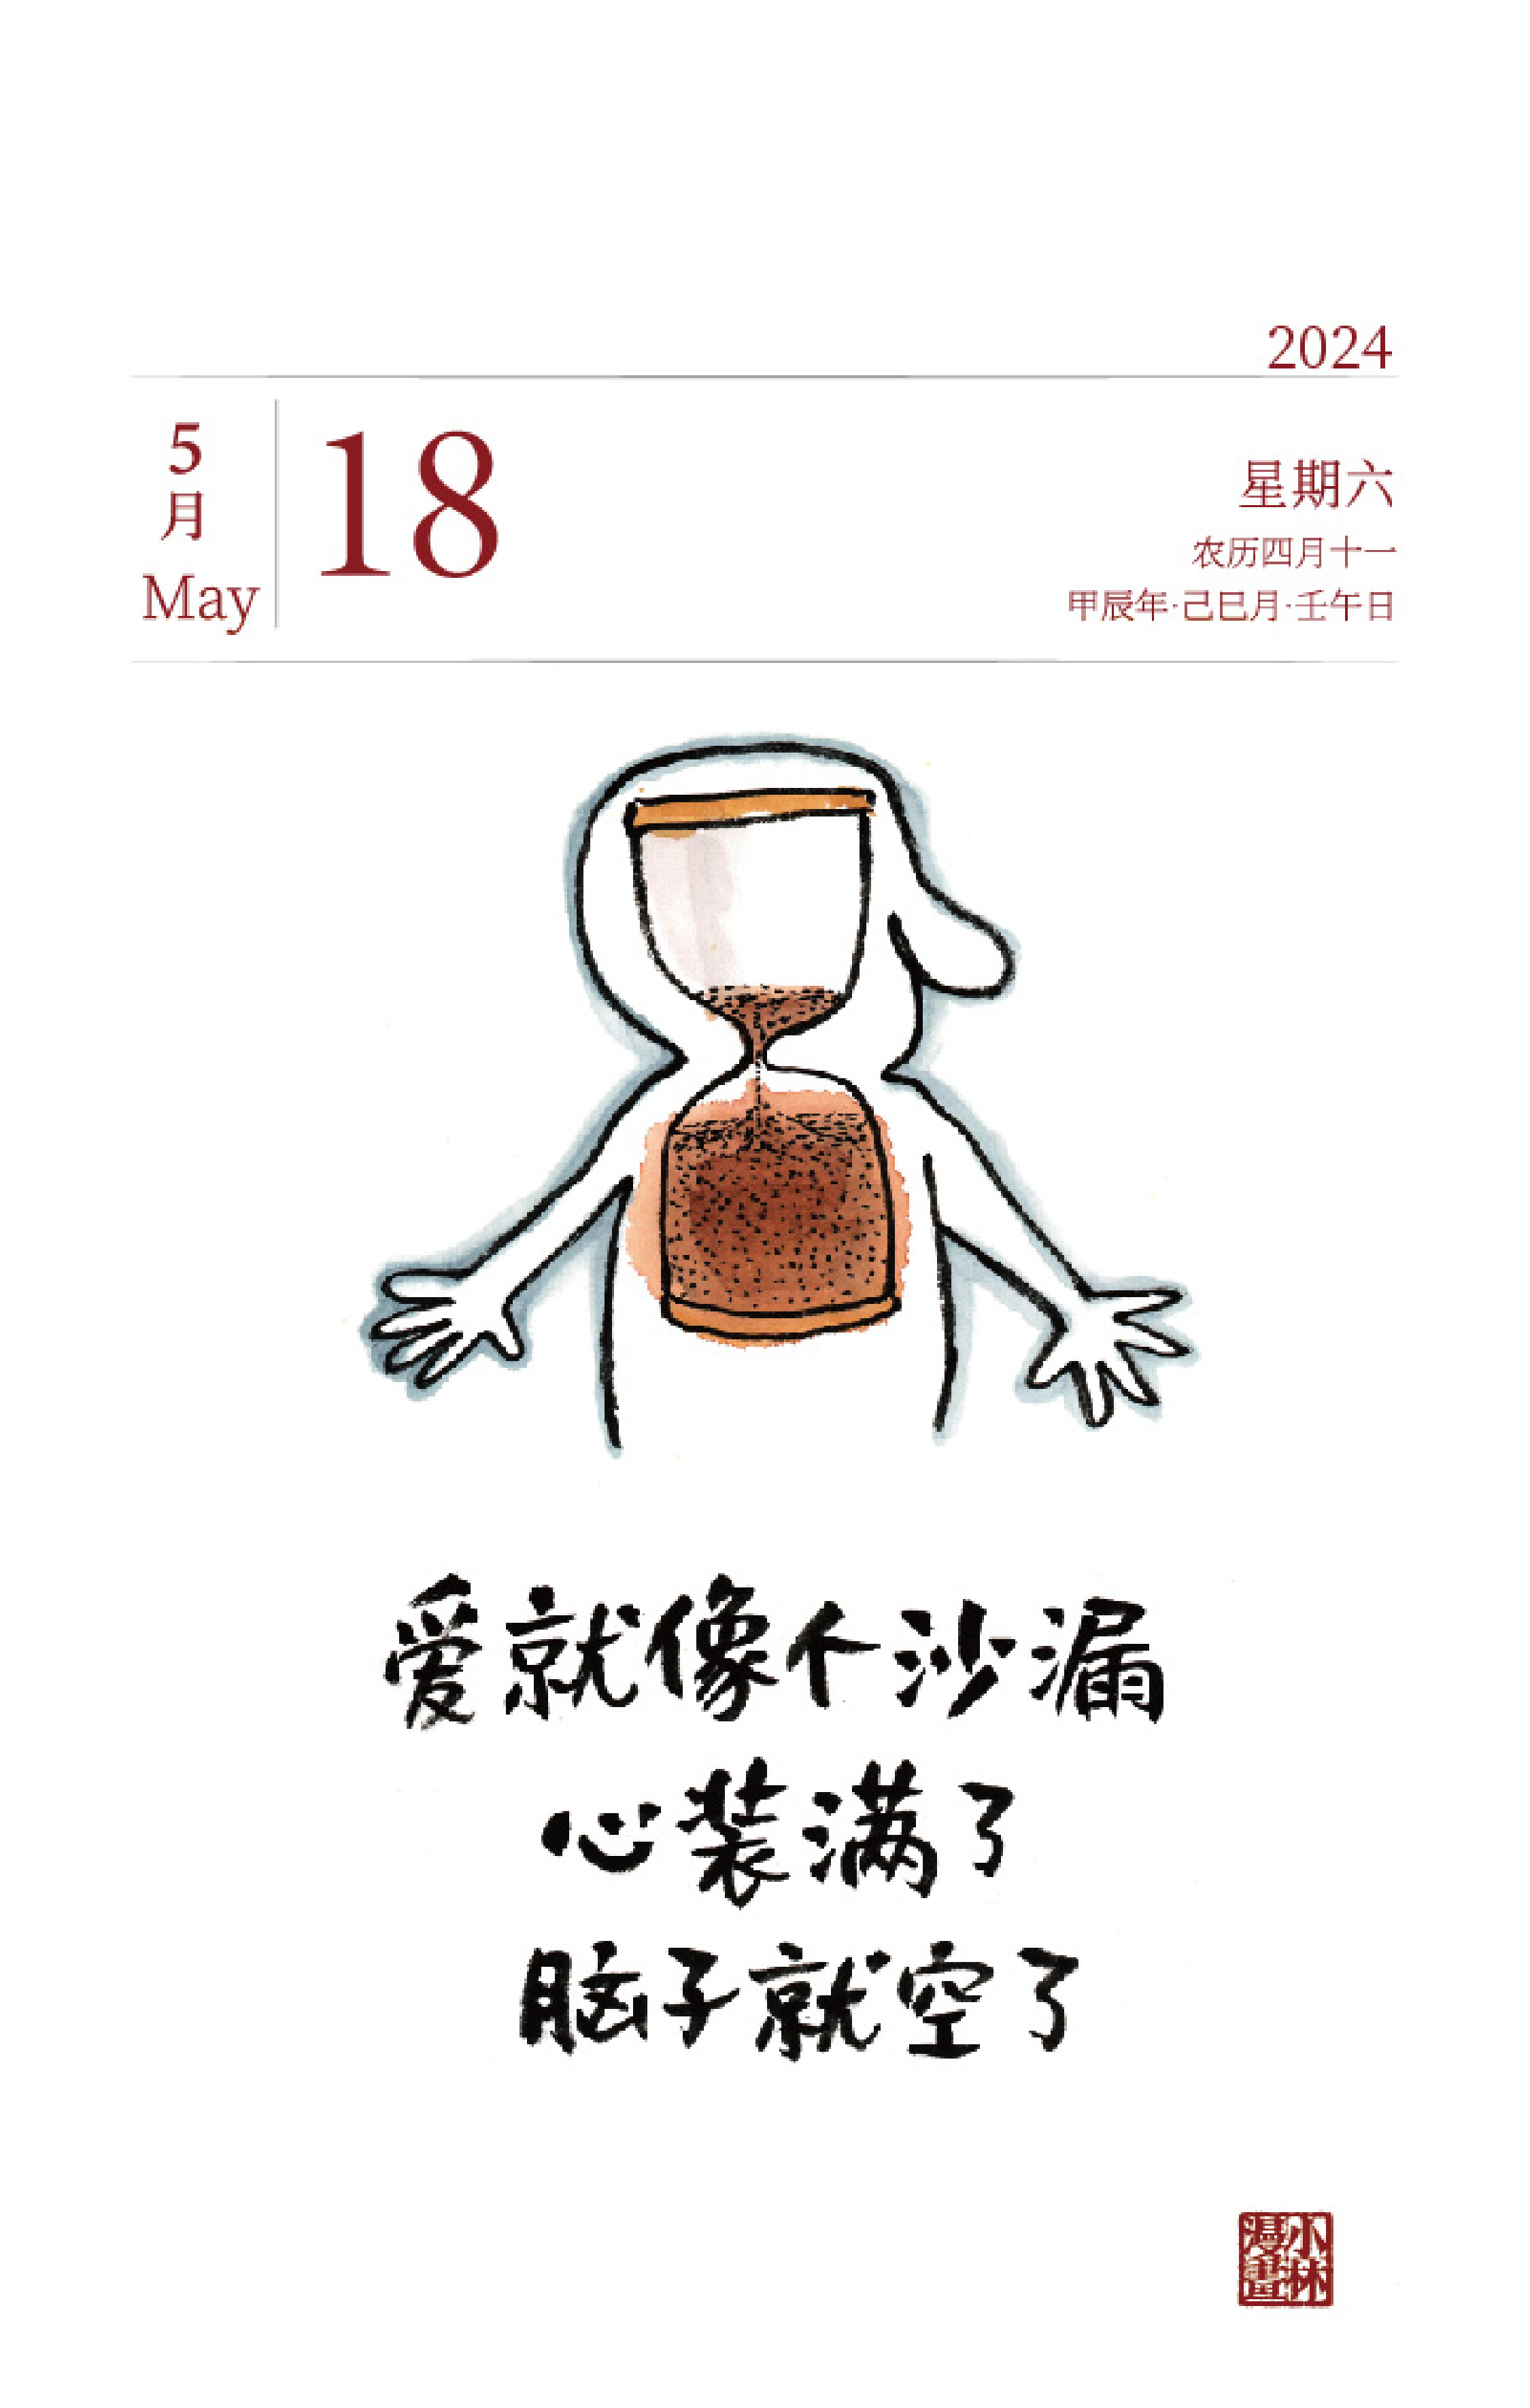 2024
5
月
May
18
星期六
农历四月十一
甲辰年·己巳月·壬午日
爱就像个沙漏
心装满了
脑子就空了
小林
漫畫